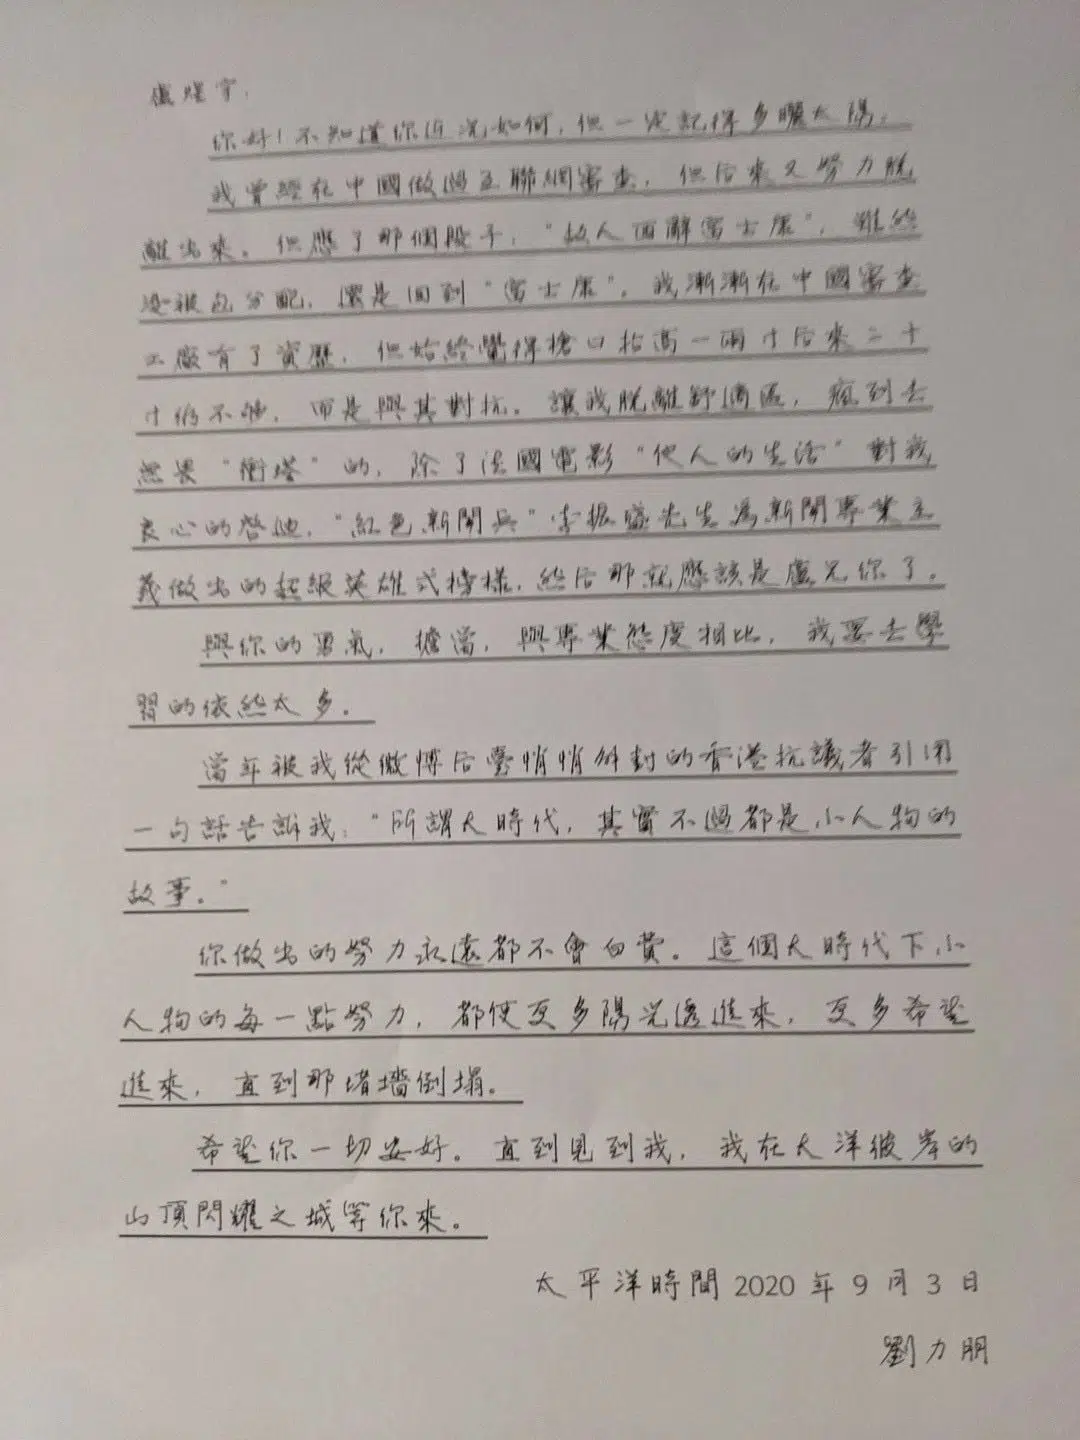 盧煜宇，
你好！不知道你近況如何，但一定記得多曬太陽。
我曾經在中國做過互聯網審查，但后來又努力脫
離出來。但應了那個段子，“故人西辭富士康”，雖然
沒被包分配，還是回到“富士康”。我漸漸在中國審查
工廠有了資歷，但始終覺得槍口抬高一兩寸后來二十
寸仍不夠，而是與其對抗。讓我脫離舒適區，瘋到去
無畏“衝塔”的，除了法國電影“他人的生活”對我
良心的啓迪，“紅色新聞兵”李振盛先生爲新聞專業主
義做出的超級英雄式榜樣，然后那就應該是盧兄你了。
與你的勇氣，擔當，與專業態度相比，我要去學
習的依然太多。
當年被我從微博后臺悄悄解封的香港抗議者引用
一句話告訴我：“所謂大時代，其實不過都是小人物的
故事。”
你做出的努力永遠都不會白費。這個大時代下小
人物的每一點努力，都使更多陽光透進來，更多希望
進來，直到那堵墻倒塌。
希望你一切安好。直到見到我，我在大洋彼岸的
山頂閃耀之城等你來。
太平洋時間 2020 年 9 月 3 日
劉力朋